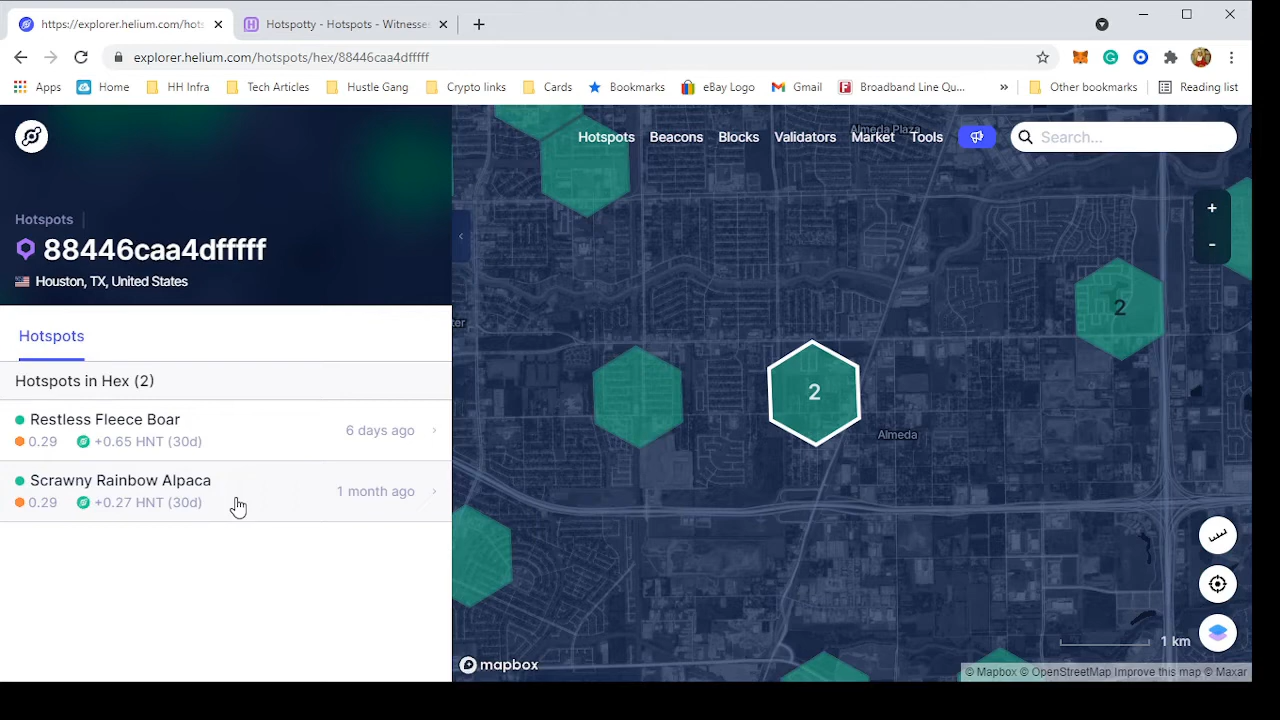 https://explorer.helium.com/hots
Hotspotty - Hotspots - Witnesse
explorer.helium.com/hotspots/hex/88446caa4dfffff
Apps
Home
HH Infra
Tech Articles
Hustle Gang
Crypto links
Cards
Bookmarks
eBay Logo
Gmail
Broadband Line Qu...
»
Other bookmarks
Reading list
Hotspots
Beacons
Blocks
Validators
Market
Tools
Search...
Almeda Plaza
+
-
Hotspots
88446caa4dfffff
Houston, TX, United States
Hotspots
Hotspots in Hex (2)
Restless Fleece Boar
0.29 +0.65 HNT (30d)
6 days ago
Scrawny Rainbow Alpaca
0.29 +0.27 HNT (30d)
1 month ago
2
ter
2
Almeda
1 km
mapbox
© Mapbox © OpenStreetMap Improve this map © Maxar